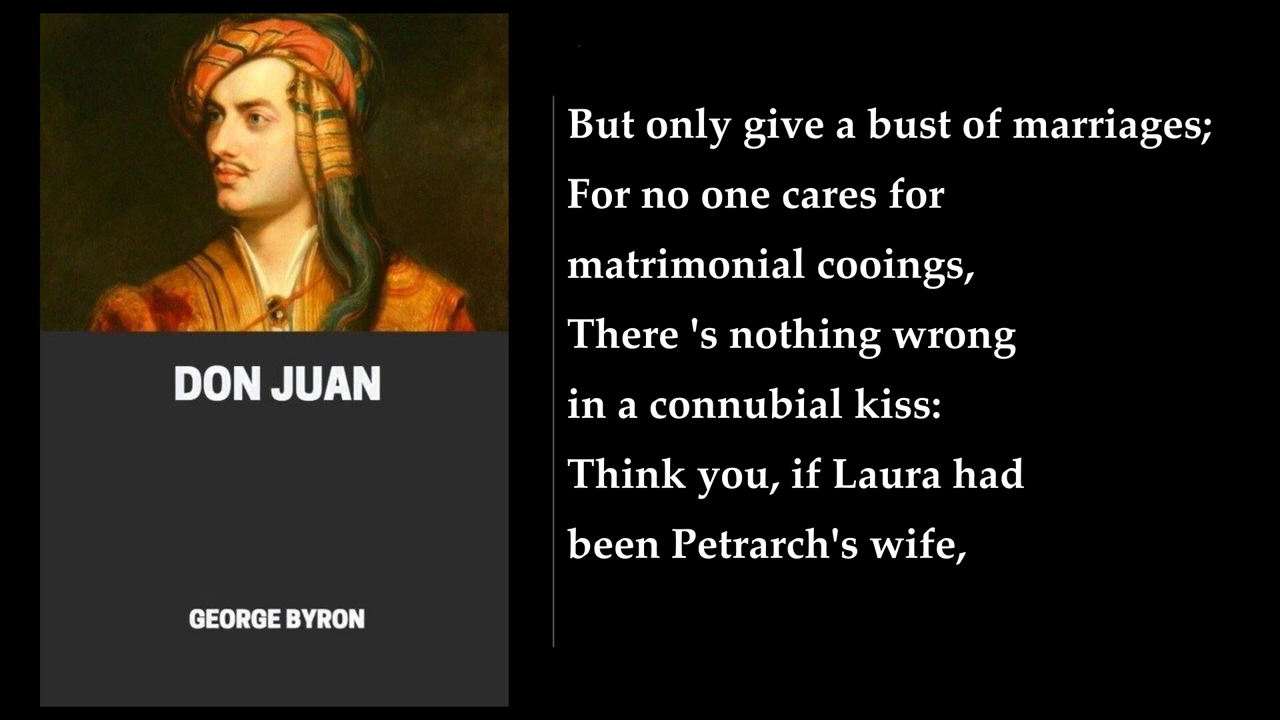 DON JUAN
GEORGE BYRON
But only give a bust of marriages;
For no one cares for
matrimonial cooings,
There 's nothing wrong
in a connubial kiss:
Think you, if Laura had
been Petrarch's wife,